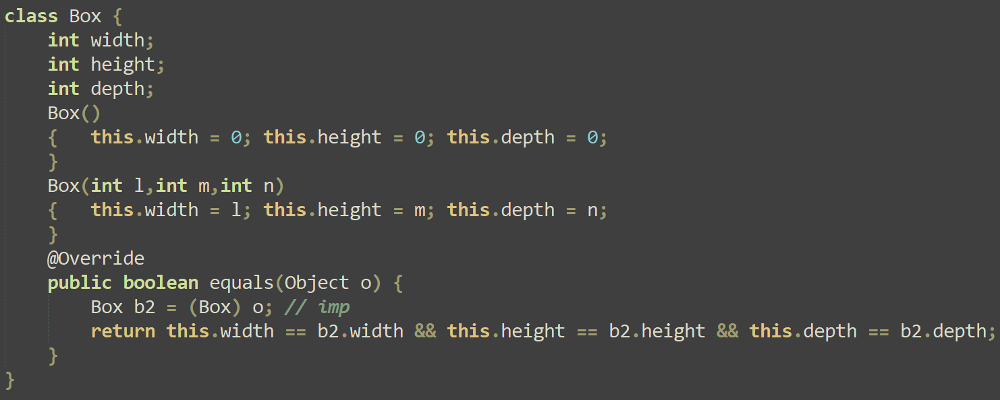 class Box {
    int width;
    int height;
    int depth;
    Box()
    {   this.width = 0; this.height = 0; this.depth = 0;
    }
    Box(int l,int m,int n)
    {   this.width = l; this.height = m; this.depth = n;
    }
    @Override
    public boolean equals(Object o) {
        Box b2 = (Box) o; // imp
        return this.width == b2.width && this.height == b2.height && this.depth == b2.depth;
    }
}